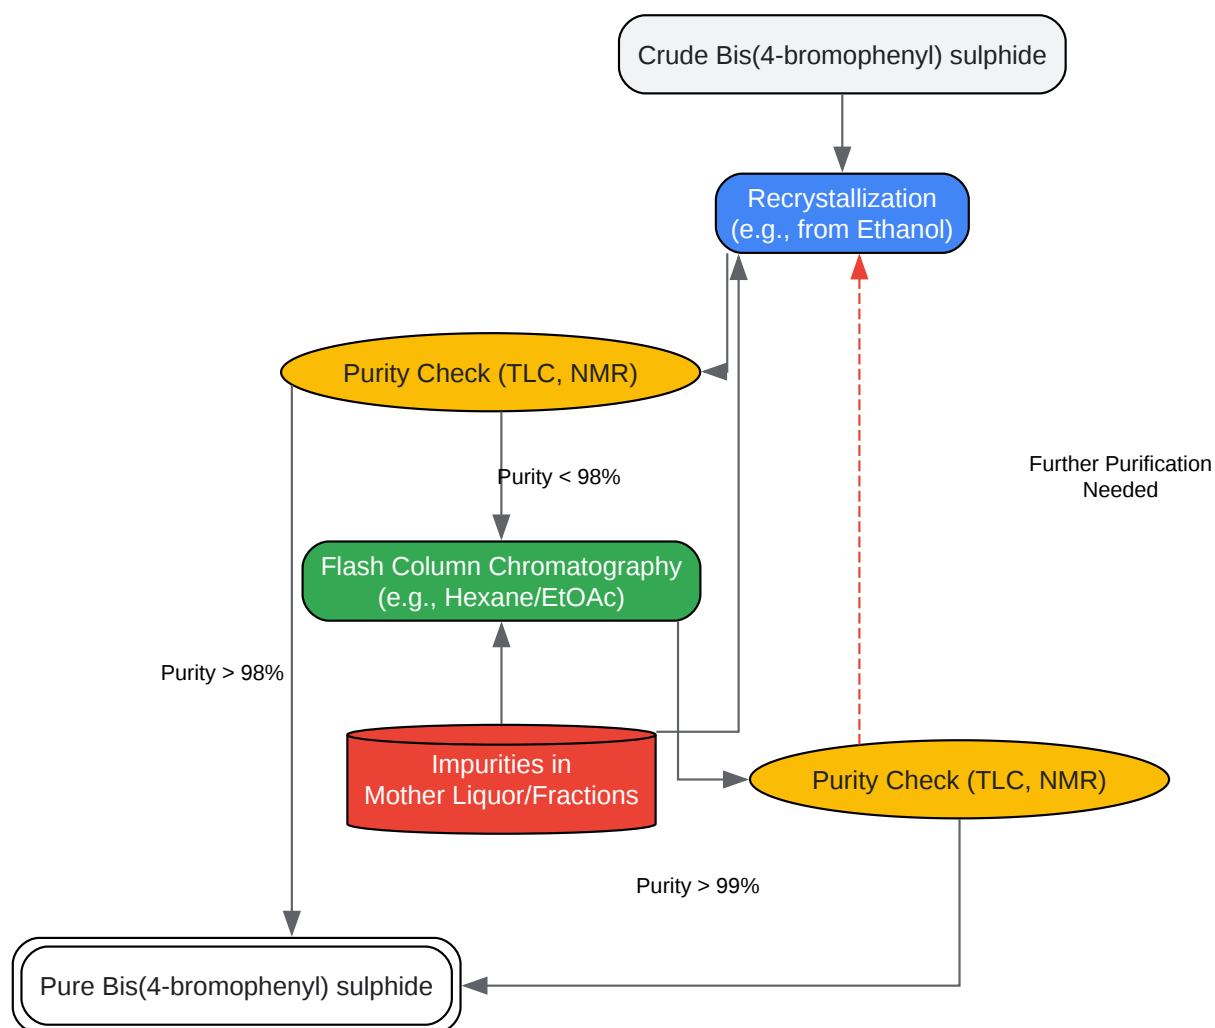 Crude Bis(4-bromophenyl) sulphide
Recrystallization
(e.g., from Ethanol)
Purity Check (TLC, NMR)
Further Purification
Needed
Purity < 98%
Flash Column Chromatography
(e.g., Hexane/EtOAc)
Purity > 98%
Impurities in
Mother Liquor/Fractions
Purity Check (TLC, NMR)
Purity > 99%
Pure Bis(4-bromophenyl) sulphide